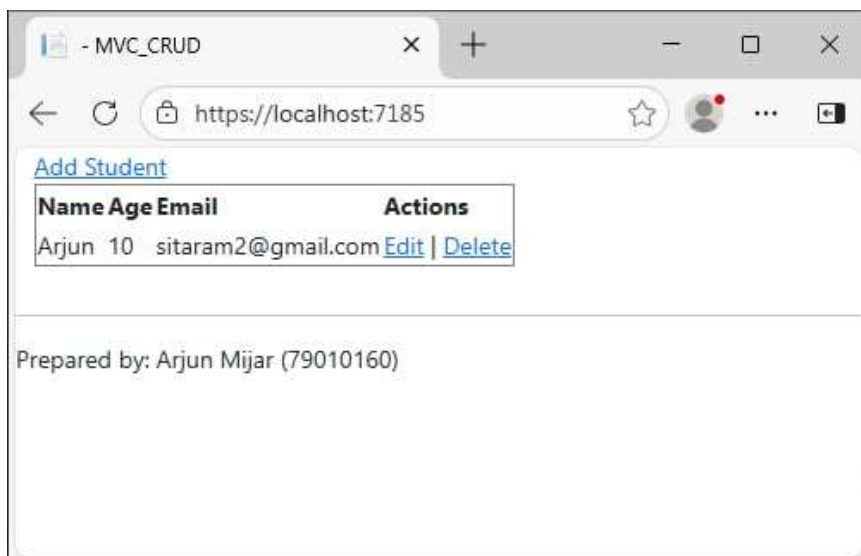 - MVC_CRUD
https://localhost:7185
Add Student
Name Age Email Actions
Arjun 10 sitaram2@gmail.com Edit | Delete
Prepared by: Arjun Mijar (79010160)